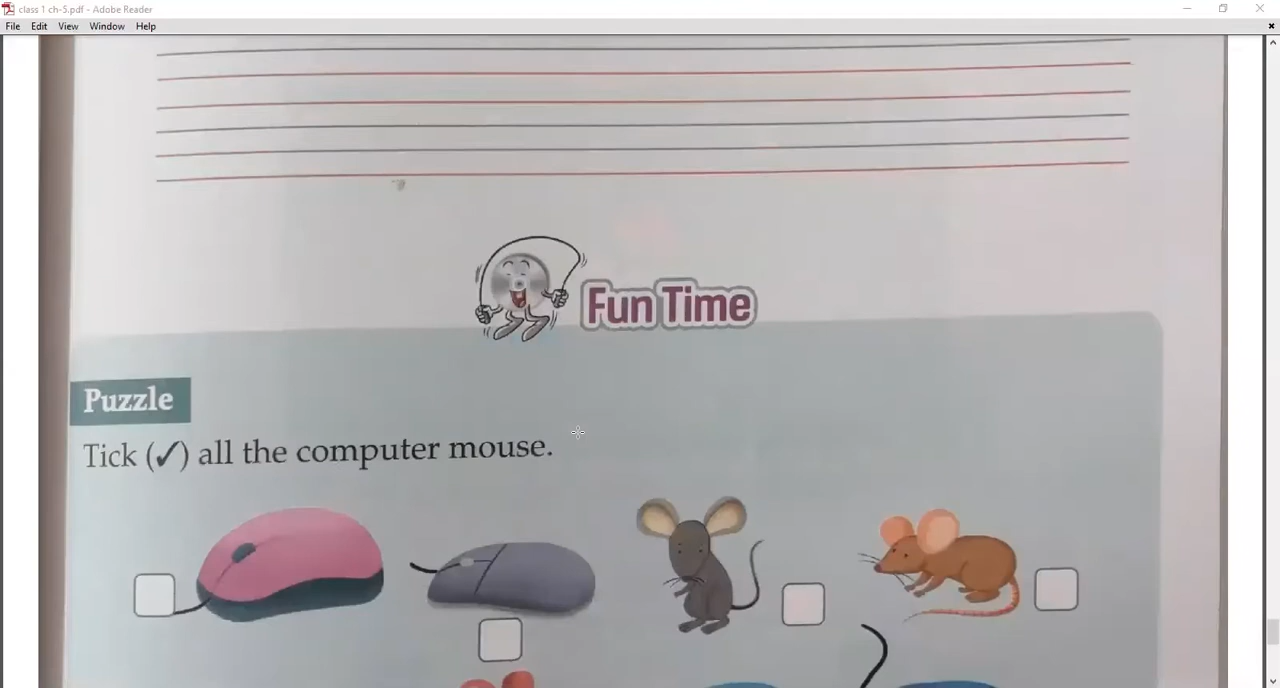 class 1 ch-5.pdf - Adobe Reader
File Edit View Window Help
Fun Time
Puzzle
Tick (✓) all the computer mouse.